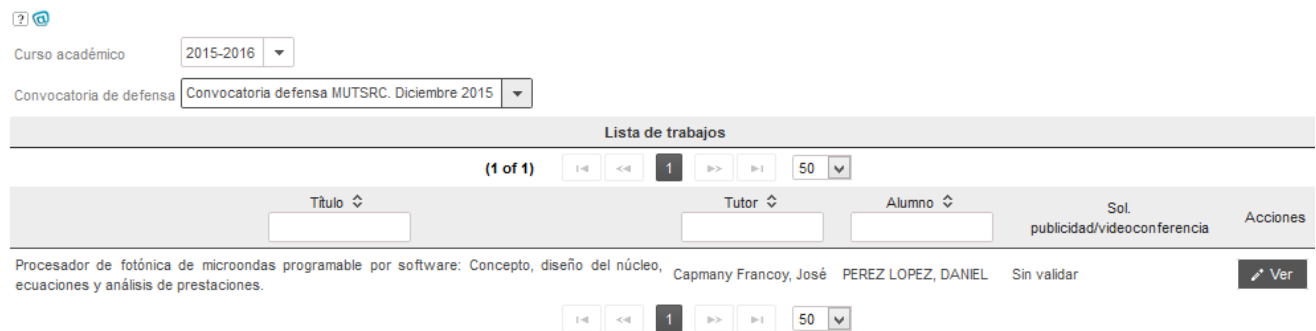 ?
Curso académico 2015-2016
Convocatoria de defensa Convocatoria defensa MUTSRC. Diciembre 2015
Lista de trabajos
(1 of 1) 1 50
Título Tutor Alumno Sol. publicidad/videoconferencia Acciones
Procesador de fotónica de microondas programable por software: Concepto, diseño del núcleo, ecuaciones y análisis de prestaciones. Capmany Francoy, José PEREZ LOPEZ, DANIEL Sin validar Ver
1 50